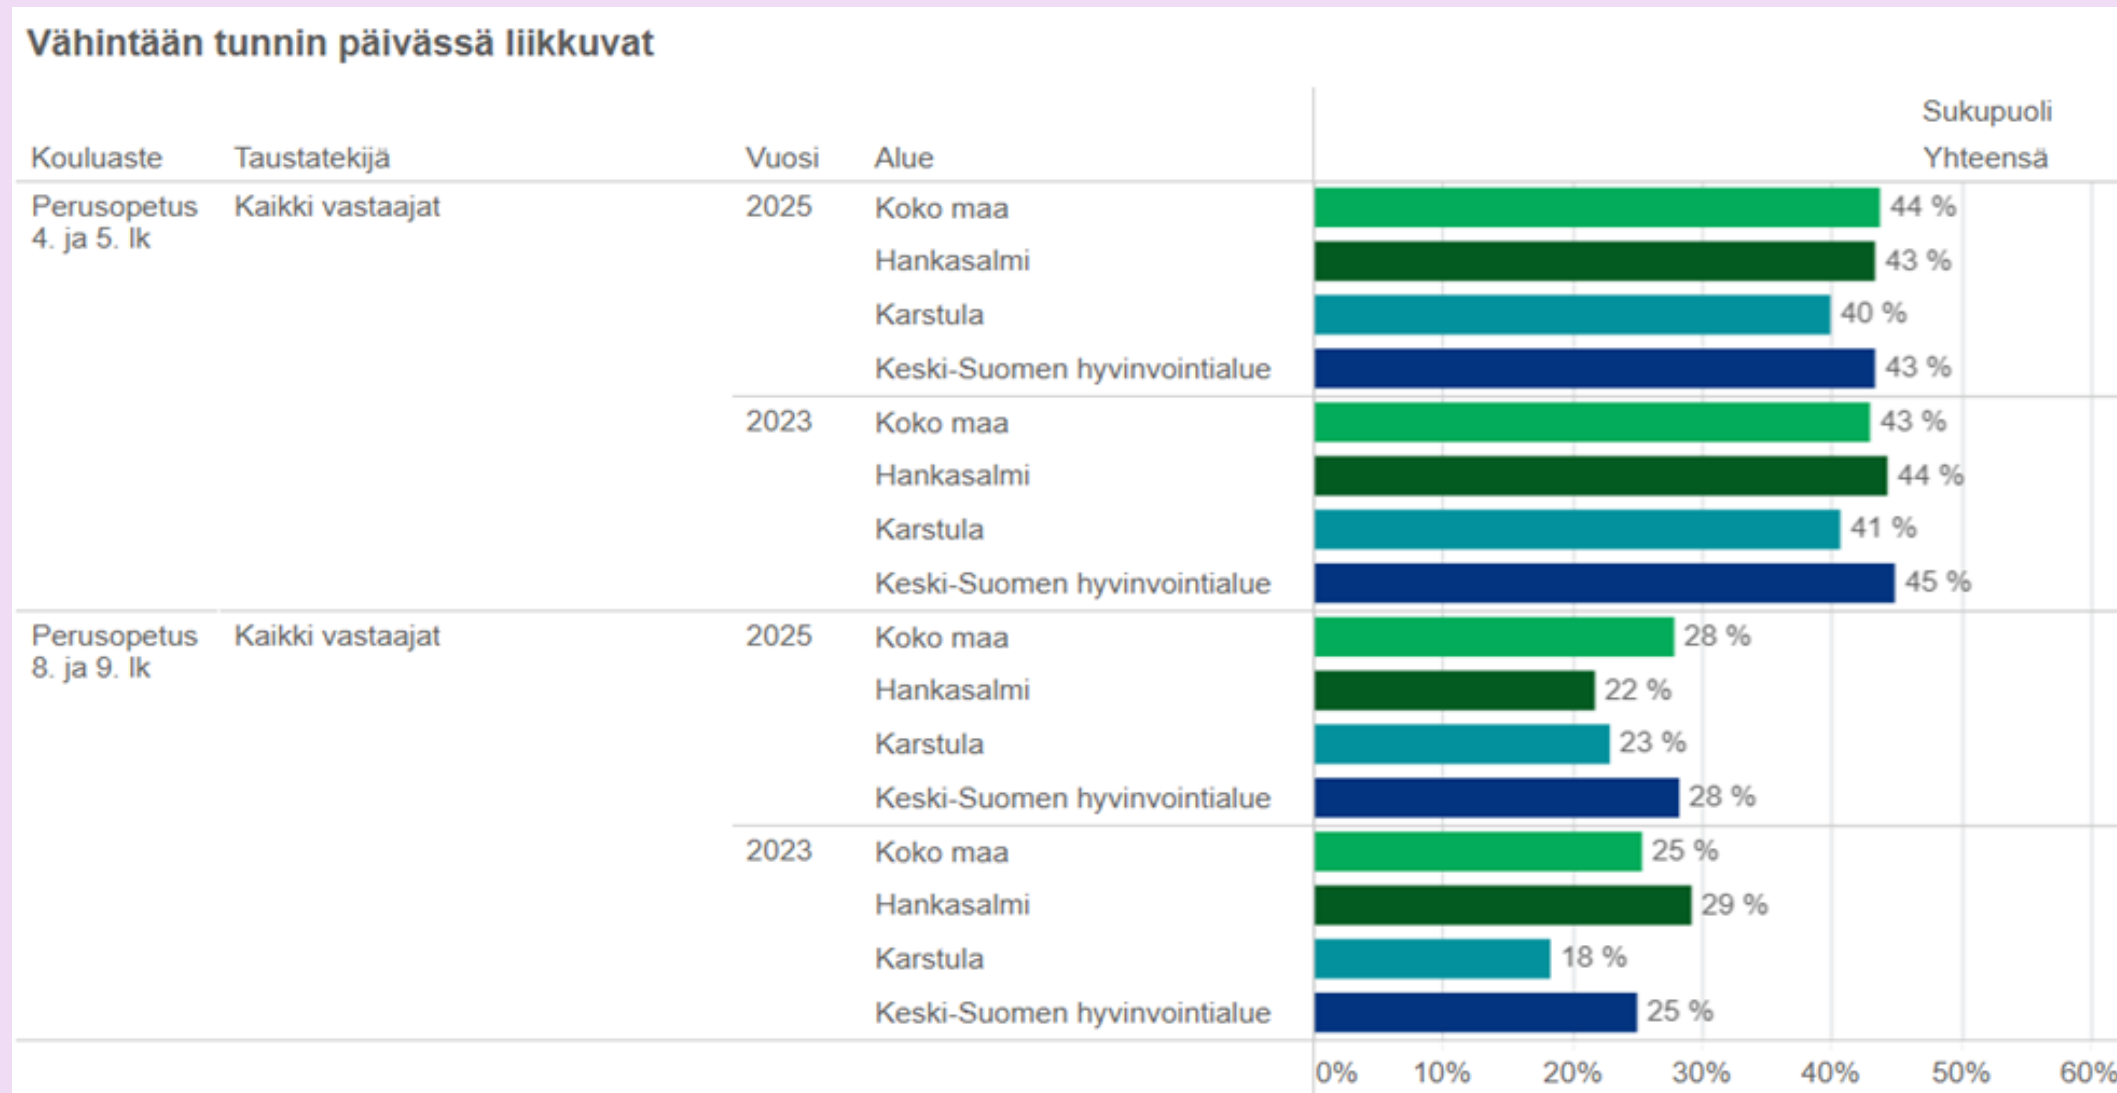 Vähintään tunnin päivässä liikkuvat
Sukupuoli
Kouluaste Taustatekijä Vuosi Alue Yhteensä
Perusopetus Kaikki vastaajat 2025 Koko maa 44 %
4. ja 5. lk
Hankasalmi 43 %
Karstula 40 %
Keski-Suomen hyvinvointialue 43 %
2023 Koko maa 43 %
Hankasalmi 44 %
Karstula 41 %
Keski-Suomen hyvinvointialue 45 %
Perusopetus Kaikki vastaajat 2025 Koko maa 28 %
8. ja 9. lk
Hankasalmi 22 %
Karstula 23 %
Keski-Suomen hyvinvointialue 28 %
2023 Koko maa 25 %
Hankasalmi 29 %
Karstula 18 %
Keski-Suomen hyvinvointialue 25 %
0% 10% 20% 30% 40% 50% 60%